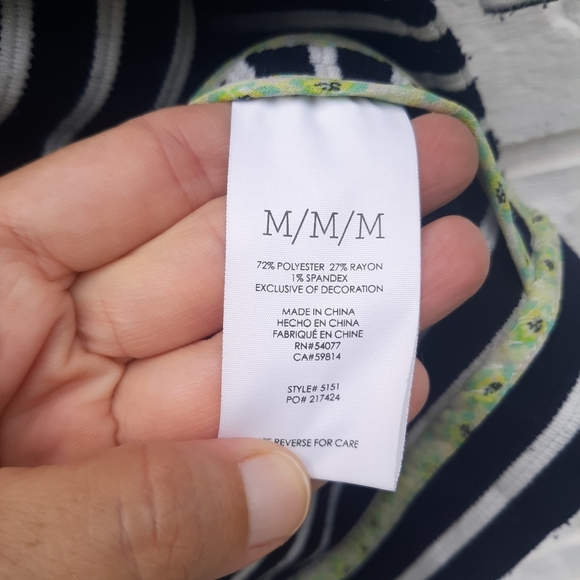 M/M/M
72% POLYESTER 27% RAYON
1% SPANDEX
EXCLUSIVE OF DECORATION
MADE IN CHINA
HECHO EN CHINA
FABRIQUÉ EN CHINE
RN#54077
CA#59814
STYLE# 5151
PO# 217424
REVERSE FOR CARE